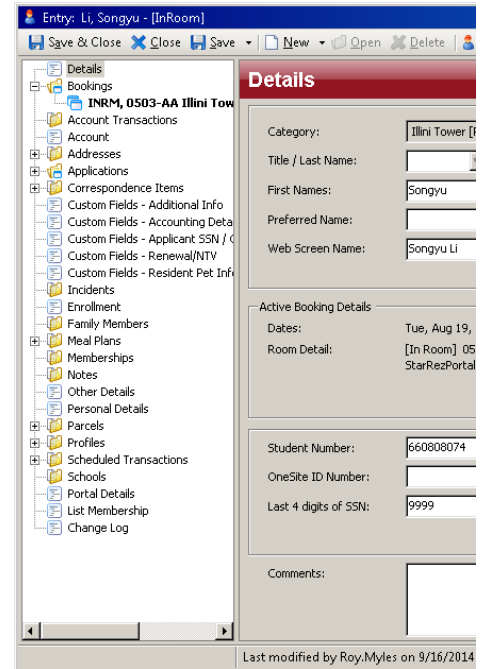 Entry: Li, Songyu - [InRoom]
Save & Close Close Save New Open Delete
Details
Bookings
INRM, 0503-AA Illini Tow
Account Transactions
Account
Addresses
Applications
Correspondence Items
Custom Fields - Additional Info
Custom Fields - Accounting Deta
Custom Fields - Applicant SSN /
Custom Fields - Renewal/NTV
Custom Fields - Resident Pet Inf
Incidents
Enrollment
Family Members
Meal Plans
Memberships
Notes
Other Details
Personal Details
Parcels
Profiles
Scheduled Transactions
Schools
Portal Details
List Membership
Change Log
Details
Category: Illini Tower [
Title / Last Name:
First Names: Songyu
Preferred Name:
Web Screen Name: Songyu Li
Active Booking Details
Dates: Tue, Aug 19,
Room Detail: [In Room] 05
StarRezPortal
Student Number: 660808074
OneSite ID Number:
Last 4 digits of SSN: 9999
Comments:
Last modified by Roy.Myles on 9/16/2014